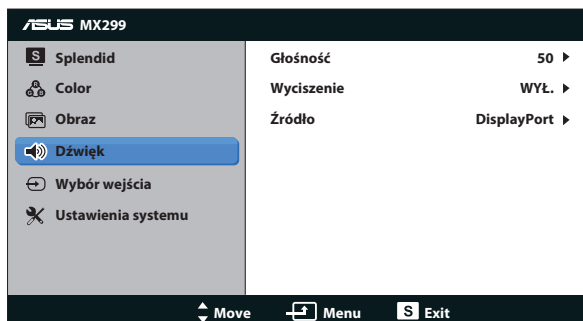 ASUS MX299
S Splendid
Color
Obraz
Dźwięk
Wybór wejścia
Ustawienia systemu
Głośność 50
Wyciszenie WYŁ.
Źródło DisplayPort
Move Menu S Exit